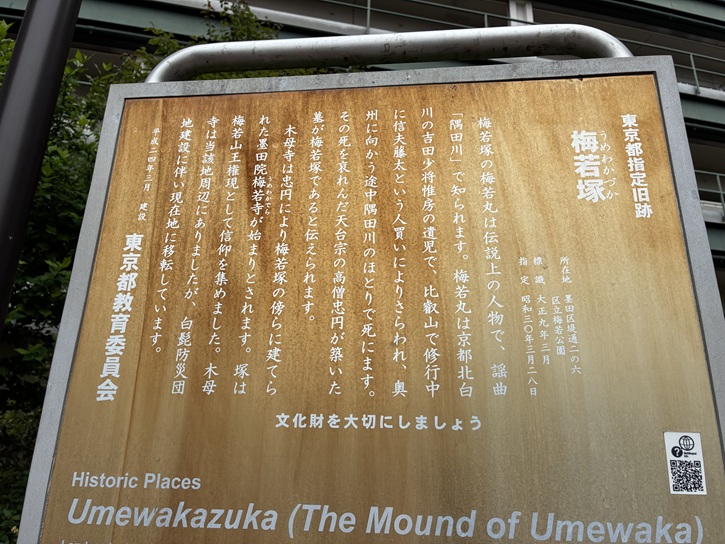 東京都指定旧跡
梅若塚
うめわかづか
所在地 墨田区堤通二の六
区立梅若公園
標識 大正九年三月
指定 昭和三〇年三月二八日
梅若塚の梅若丸は伝説上の人物で、謡曲
「隅田川」で知られます。梅若丸は京都北白
川の吉田少将惟房の遺児で、比叡山で修行中
に信夫藤太という人買いによりさらわれ、奥
州に向かう途中隅田川のほとりで死にます。
その死を哀れんだ天台宗の高僧忠円が築いた
墓が梅若塚であると伝えられます。
木母寺は忠円により梅若塚の傍らに建てら
れた墨田院梅若寺が始まりとされます。塚は
うめわかでら
梅若山王権現として信仰を集めました。木母
寺は当該地周辺にありましたが、白髭防災団
地建設に伴い現在地に移転しています。
平成二四年三月 建設
東京都教育委員会
文化財を大切にしましょう
Historic Places
Umewakazuka (The Mound of Umewaka)